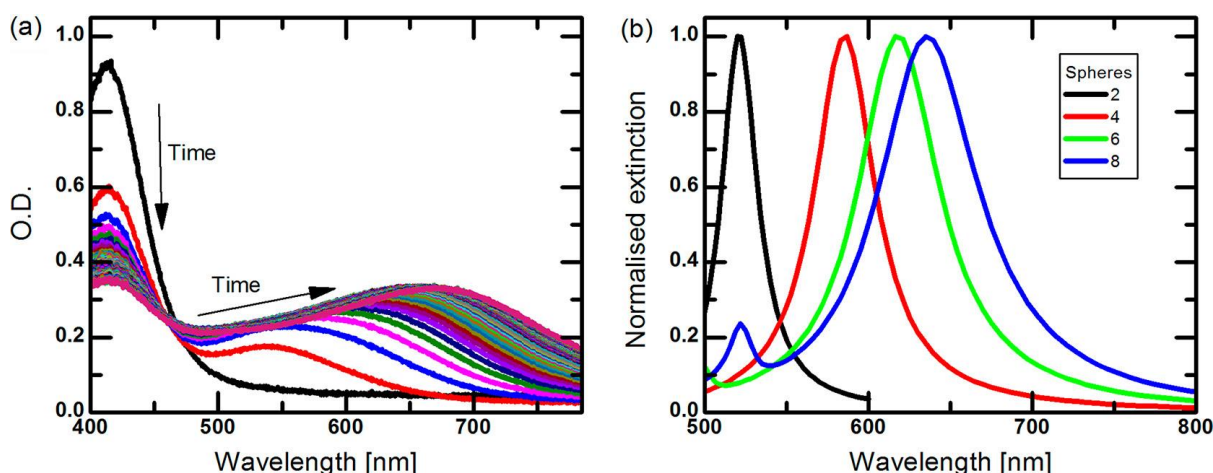 (a)
1.0
0.8
0.6
0.4
0.2
0.0
O.D.
Time
Time
400 500 600 700
Wavelength [nm]
(b)
1.0
0.8
0.6
0.4
0.2
0.0
Normalised extinction
Spheres
2
4
6
8
500 600 700 800
Wavelength [nm]